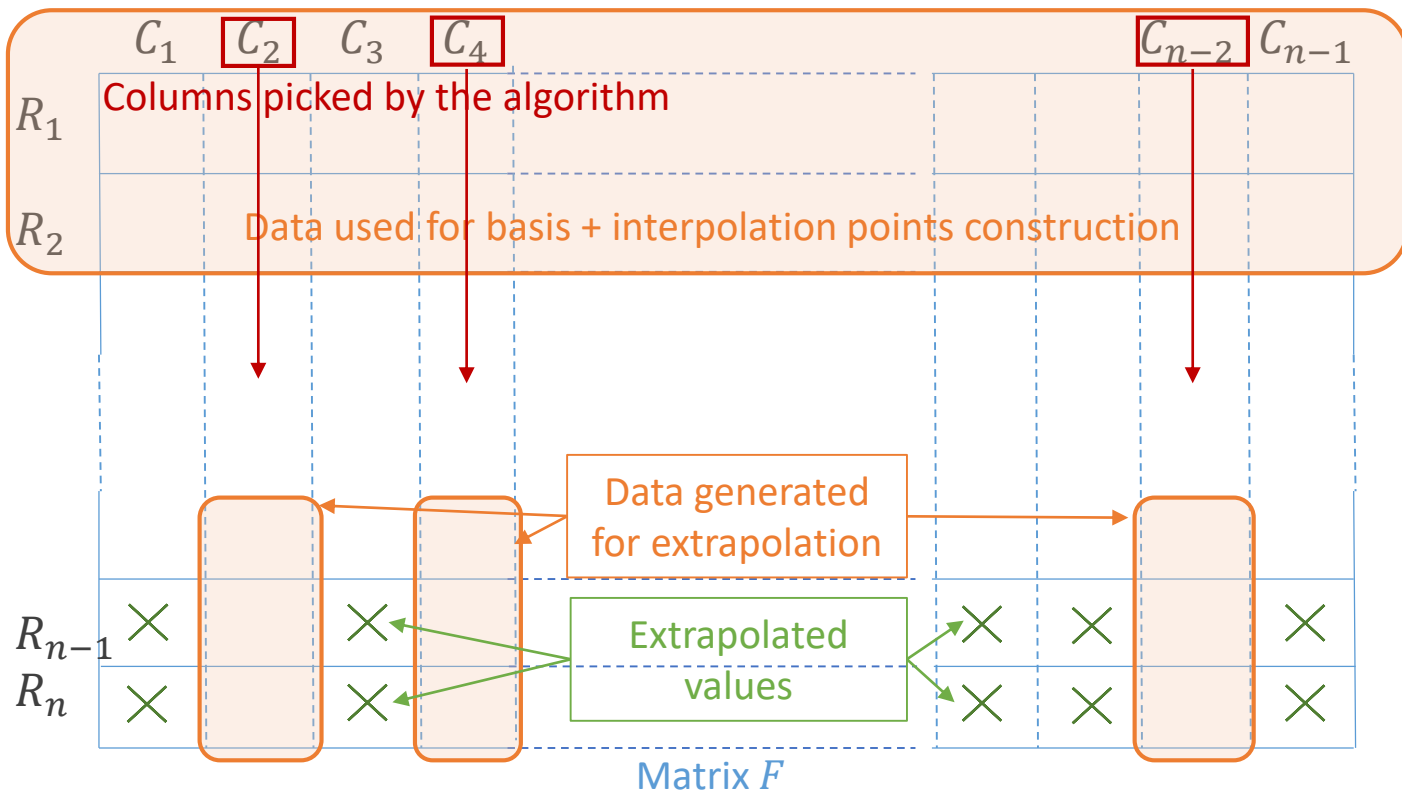 C₁ C₂ C₃ C₄ Cₙ₋₂ Cₙ₋₁
Columns picked by the algorithm
R₁
R₂
Data used for basis + interpolation points construction
Data generated
for extrapolation
Rₙ₋₁
Extrapolated
values
Rₙ
Matrix F